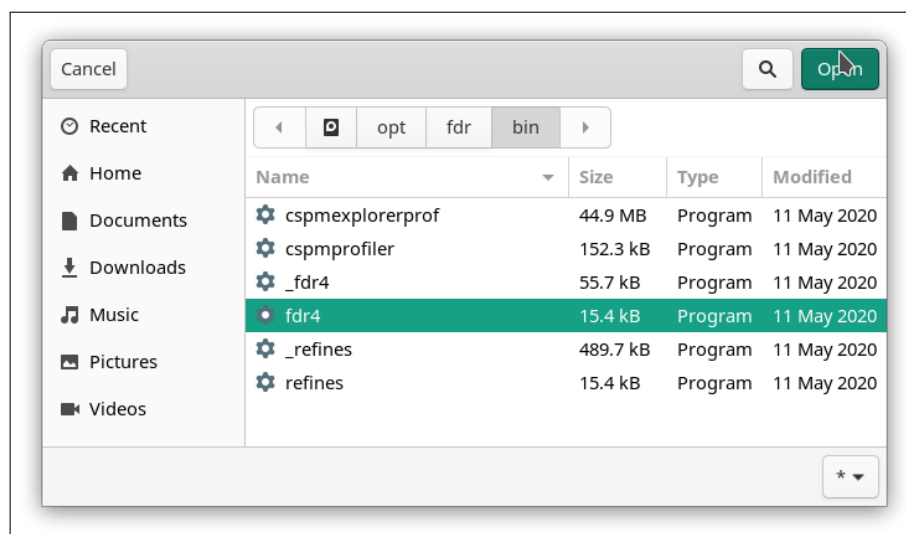 Cancel Open
Recent opt fdr bin
Home Name Size Type Modified
Documents cspmexplorerprof 44.9 MB Program 11 May 2020
cspmprofiler 152.3 kB Program 11 May 2020
Downloads _fdr4 55.7 kB Program 11 May 2020
Music fdr4 15.4 kB Program 11 May 2020
Pictures _refines 489.7 kB Program 11 May 2020
refines 15.4 kB Program 11 May 2020
Videos
*